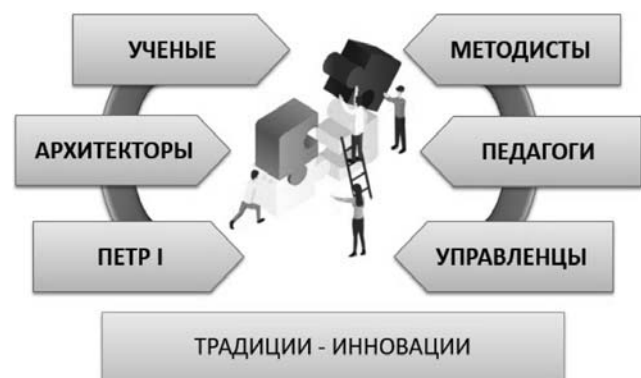 УЧЕНЫЕ
МЕТОДИСТЫ
АРХИТЕКТОРЫ
ПЕДАГОГИ
ПЕТР I
УПРАВЛЕНЦЫ
ТРАДИЦИИ - ИННОВАЦИИ